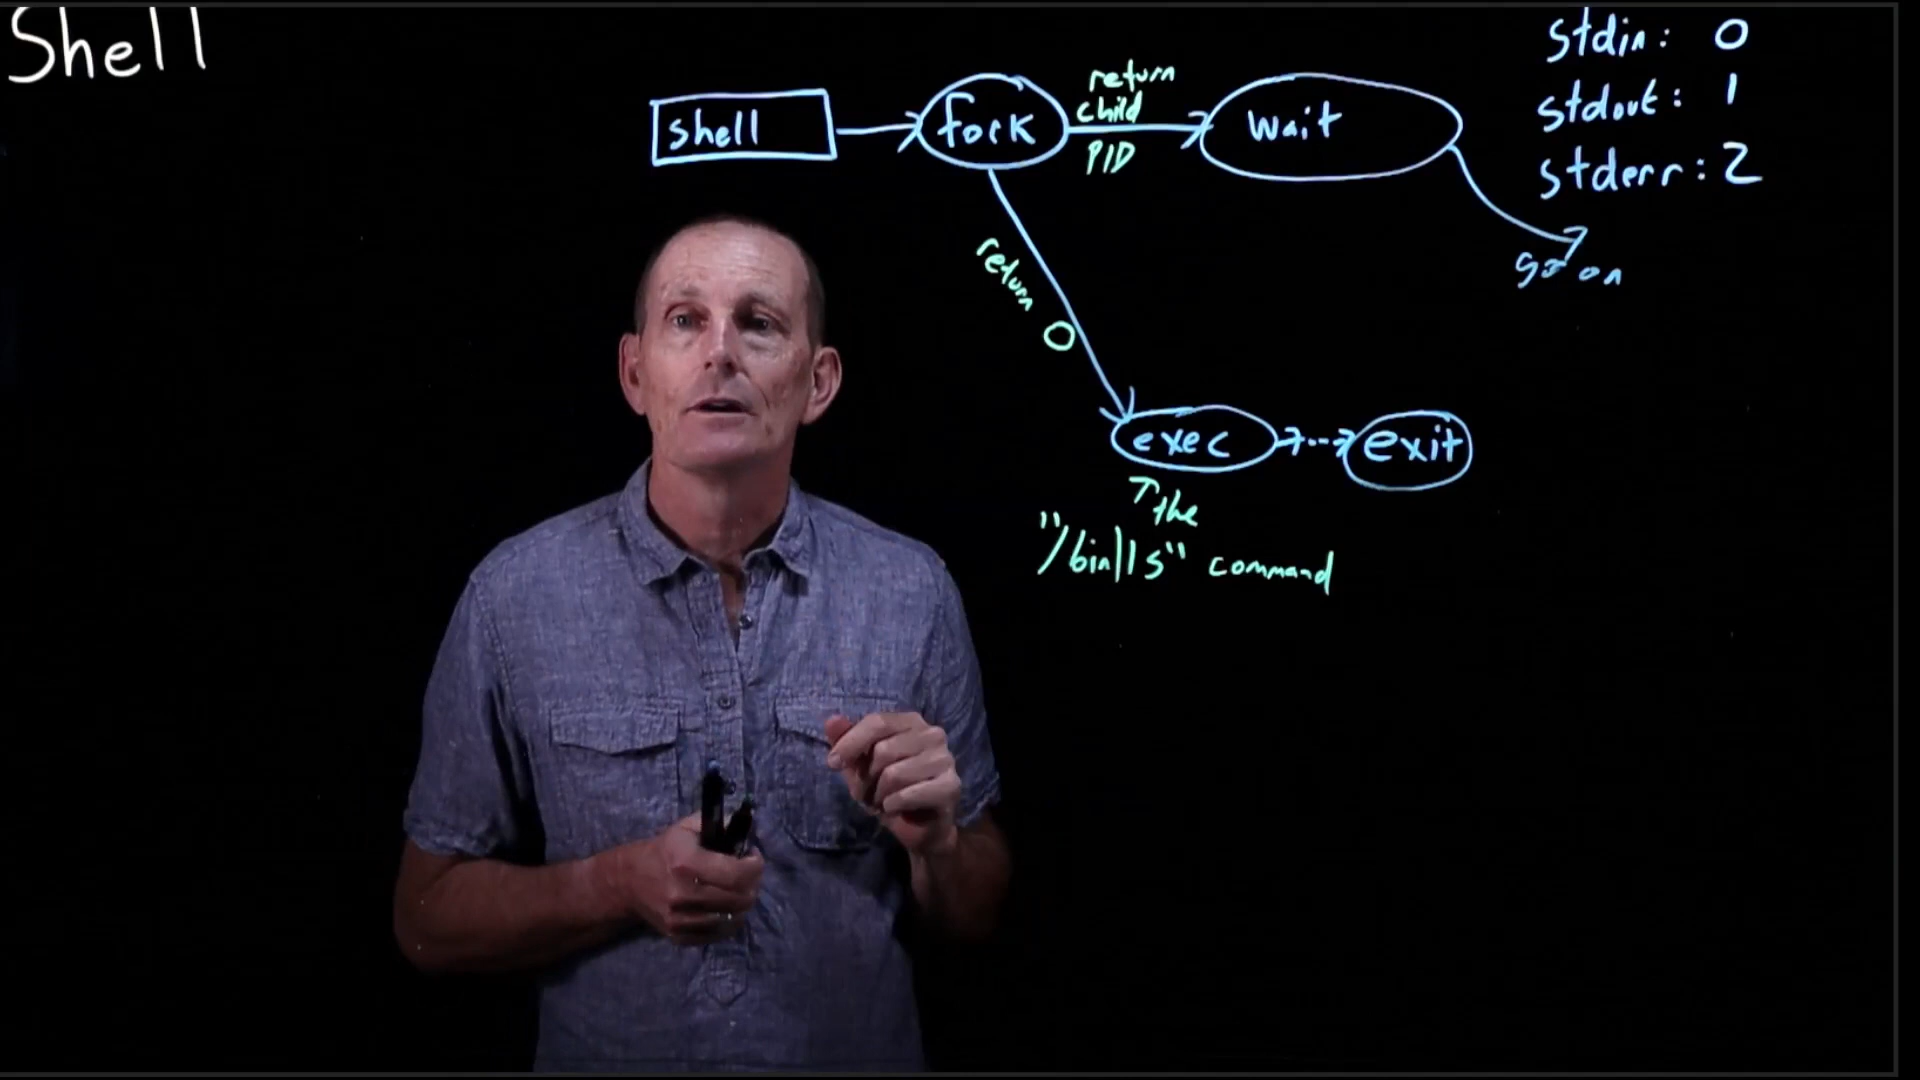 Shell
stdin: 0
stdout: 1
stderr: 2
shell
fork
return
child
PID
wait
go on
return 0
exec
exit
the
"/bin/ls" command